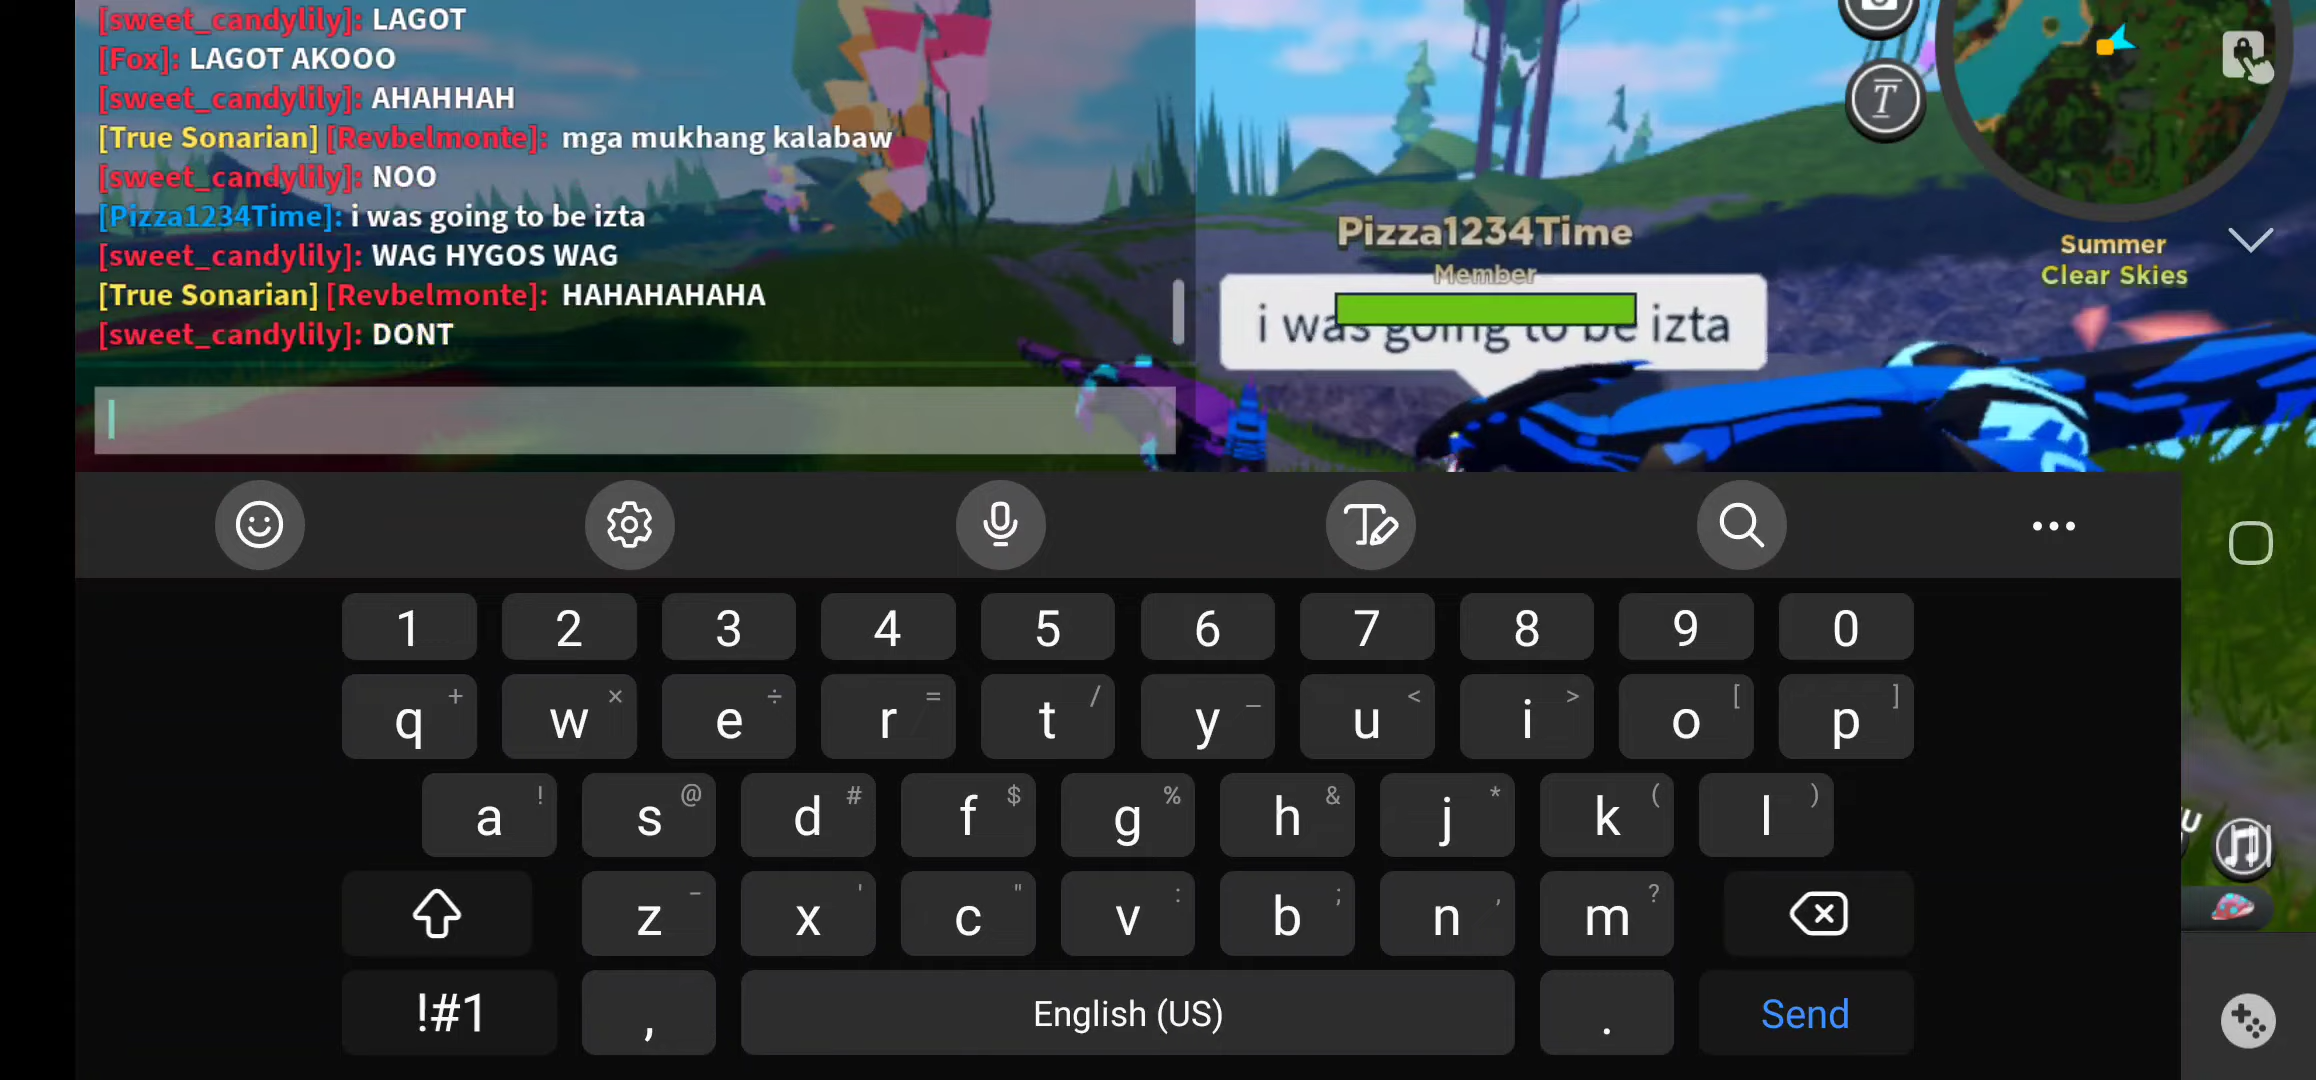 [sweet_candylily]: LAGOT
[Fox]: LAGOT AKOOO
[sweet_candylily]: AHAHHAH
[True Sonarian] [Revbelmonte]: mga mukhang kalabaw
[sweet_candylily]: NOO
[Pizza1234Time]: i was going to be izta
[sweet_candylily]: WAG HYGOS WAG
[True Sonarian] [Revbelmonte]: HAHAHAHAHA
[sweet_candylily]: DONT
Pizza1234Time
Member
i was going to be izta
T
Summer
Clear Skies
1 2 3 4 5 6 7 8 9 0
q + w × e ÷ r = t / y _ u < i > o [ p ]
a ! s @ d # f $ g % h & j * k ( l )
z - x ' c " v : b ; n , m ?
!#1 , English (US) . Send
U